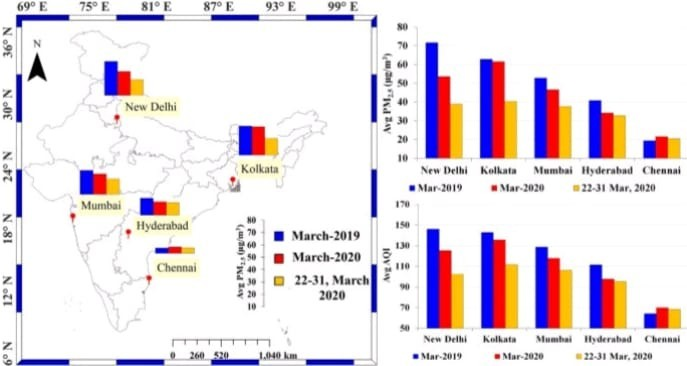 69° E 75° E 81° E 87° E 93° E 99° E
36° N
30° N
24° N
18° N
12° N
6° N
N
New Delhi
Kolkata
Mumbai
Hyderabad
Chennai
Avg PM2.5 (µg/m³)
80
70
60
50
40
30
20
10
March-2019
March-2020
22-31, March
2020
0 260 520 1,040 km
Avg PM2.5 (µg/m³)
80
70
60
50
40
30
20
10
New Delhi Kolkata Mumbai Hyderabad Chennai
Mar-2019 Mar-2020 22-31 Mar, 2020
Avg AQI
170
150
130
110
90
70
50
New Delhi Kolkata Mumbai Hyderabad Chennai
Mar-2019 Mar-2020 22-31 Mar, 2020